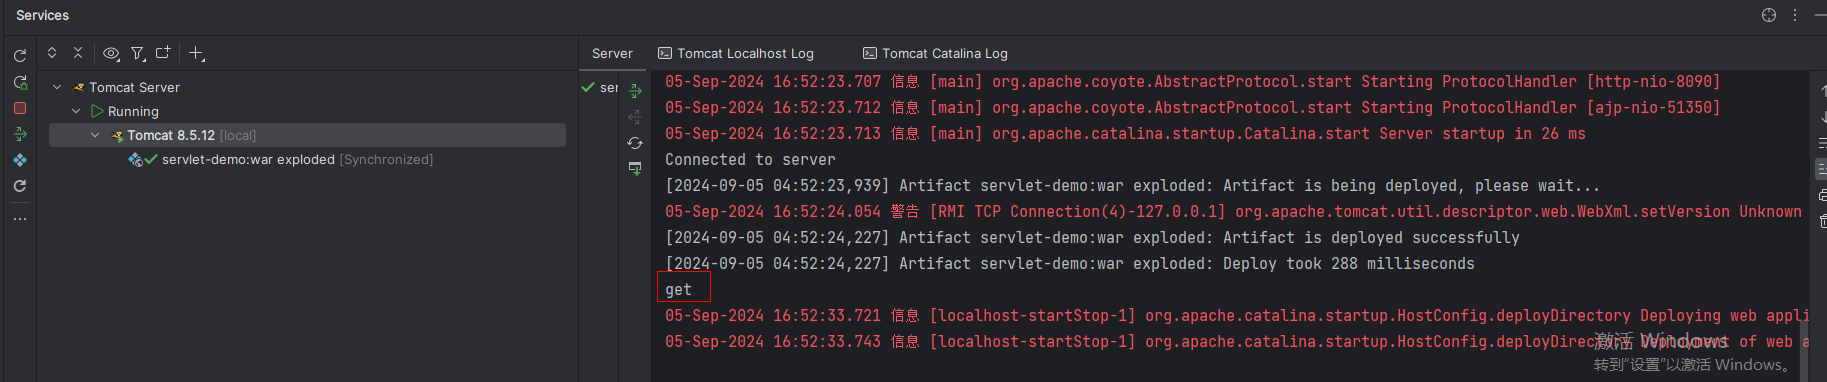 Services
Server
Tomcat Localhost Log
Tomcat Catalina Log
Tomcat Server
Running
Tomcat 8.5.12 [local]
servlet-demo:war exploded [Synchronized]
ser
05-Sep-2024 16:52:23.707 信息 [main] org.apache.coyote.AbstractProtocol.start Starting ProtocolHandler [http-nio-8090]
05-Sep-2024 16:52:23.712 信息 [main] org.apache.coyote.AbstractProtocol.start Starting ProtocolHandler [ajp-nio-51350]
05-Sep-2024 16:52:23.713 信息 [main] org.apache.catalina.startup.Catalina.start Server startup in 26 ms
Connected to server
[2024-09-05 04:52:23,939] Artifact servlet-demo:war exploded: Artifact is being deployed, please wait...
05-Sep-2024 16:52:24.054 警告 [RMI TCP Connection(4)-127.0.0.1] org.apache.tomcat.util.descriptor.web.WebXml.setVersion Unknown
[2024-09-05 04:52:24,227] Artifact servlet-demo:war exploded: Artifact is deployed successfully
[2024-09-05 04:52:24,227] Artifact servlet-demo:war exploded: Deploy took 288 milliseconds
get
05-Sep-2024 16:52:33.721 信息 [localhost-startStop-1] org.apache.catalina.startup.HostConfig.deployDirectory Deploying web appli
05-Sep-2024 16:52:33.743 信息 [localhost-startStop-1] org.apache.catalina.startup.HostConfig.deployDirectory Deployment of web a
激活 Windows
转到"设置"以激活 Windows。